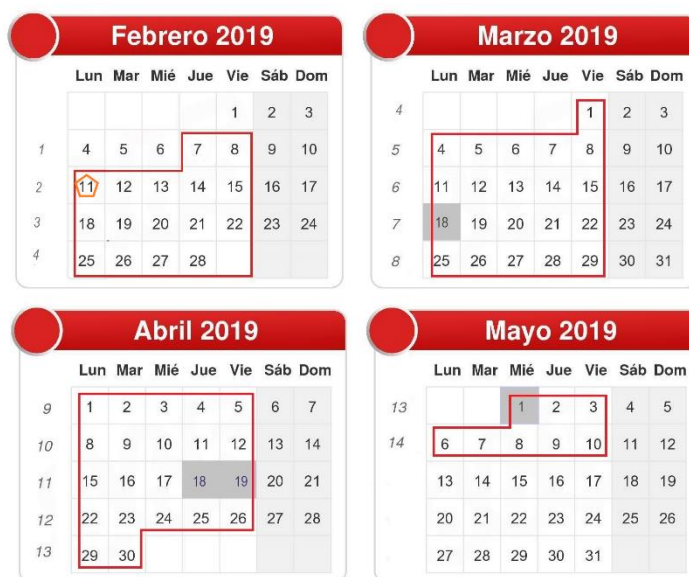 Febrero 2019
Lun Mar Mié Jue Vie Sáb Dom
1 2 3
1 4 5 6 7 8 9 10
2 11 12 13 14 15 16 17
3 18 19 20 21 22 23 24
4 25 26 27 28
Marzo 2019
Lun Mar Mié Jue Vie Sáb Dom
4 1 2 3
5 4 5 6 7 8 9 10
6 11 12 13 14 15 16 17
7 18 19 20 21 22 23 24
8 25 26 27 28 29 30 31
Abril 2019
Lun Mar Mié Jue Vie Sáb Dom
9 1 2 3 4 5 6 7
10 8 9 10 11 12 13 14
11 15 16 17 18 19 20 21
12 22 23 24 25 26 27 28
13 29 30
Mayo 2019
Lun Mar Mié Jue Vie Sáb Dom
13 1 2 3 4 5
14 6 7 8 9 10 11 12
13 14 15 16 17 18 19
20 21 22 23 24 25 26
27 28 29 30 31